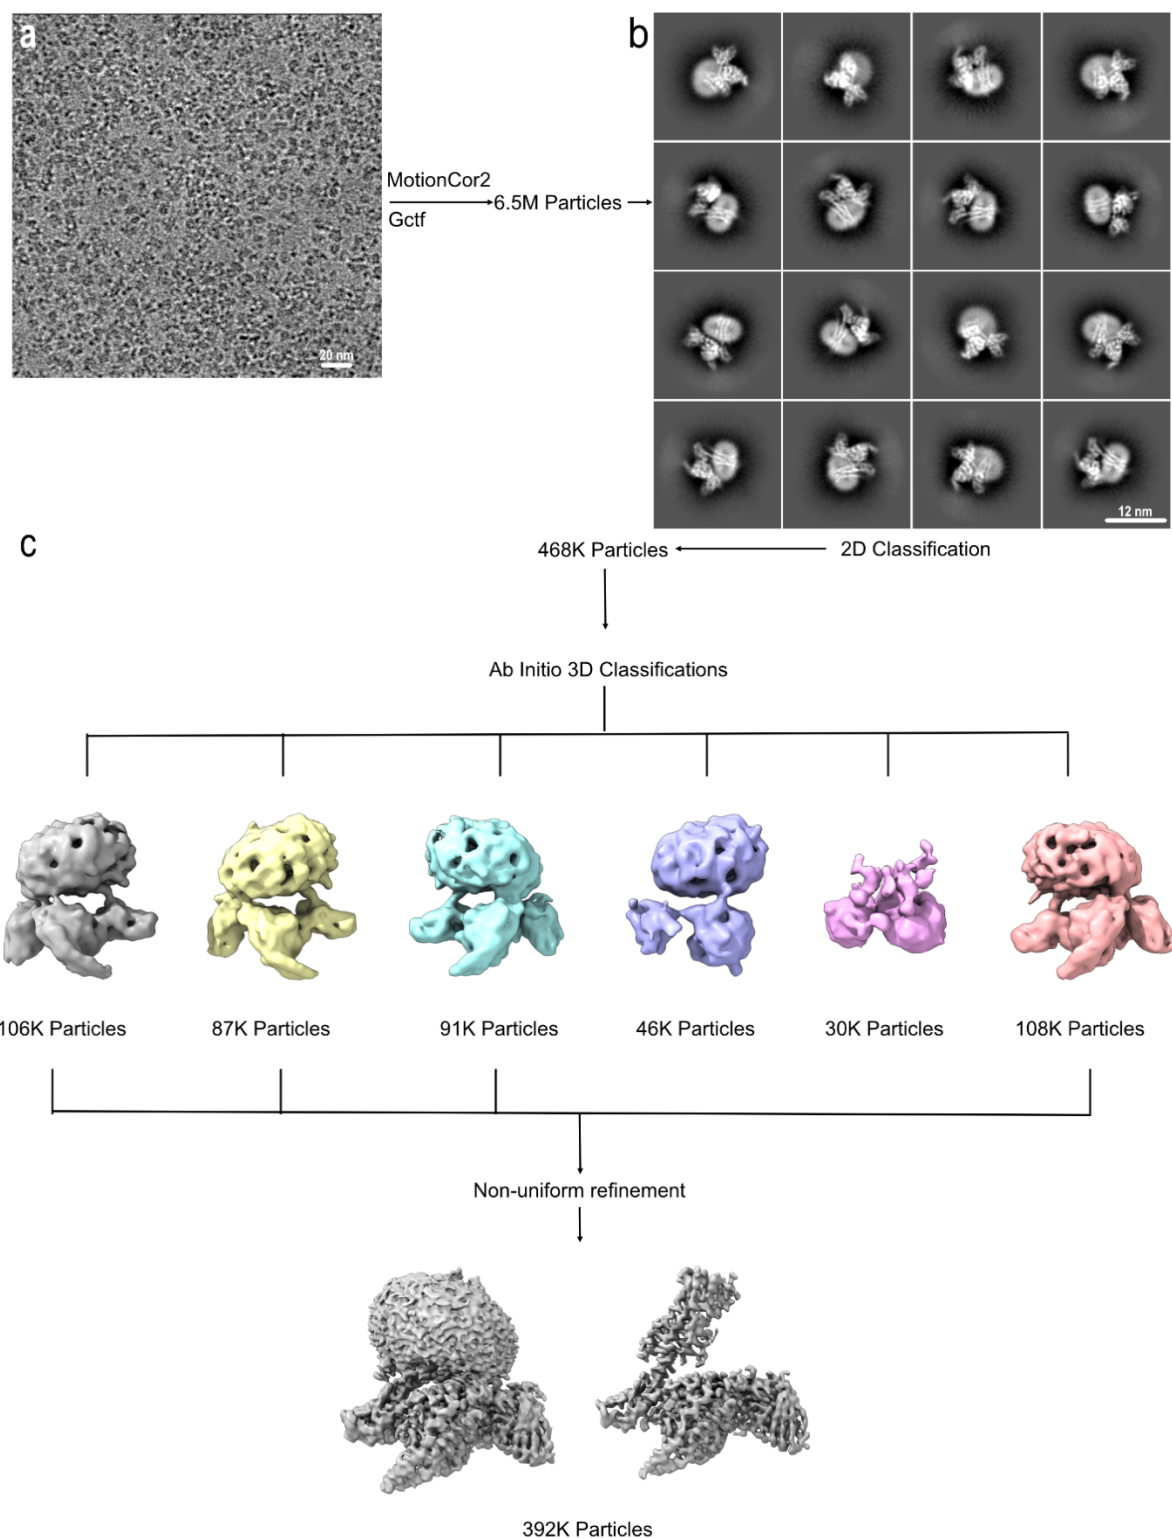 a
20 nm
MotionCor2
Gctf
6.5M Particles
b
12 nm
c
468K Particles
2D Classification
Ab Initio 3D Classifications
106K Particles
87K Particles
91K Particles
46K Particles
30K Particles
108K Particles
Non-uniform refinement
392K Particles